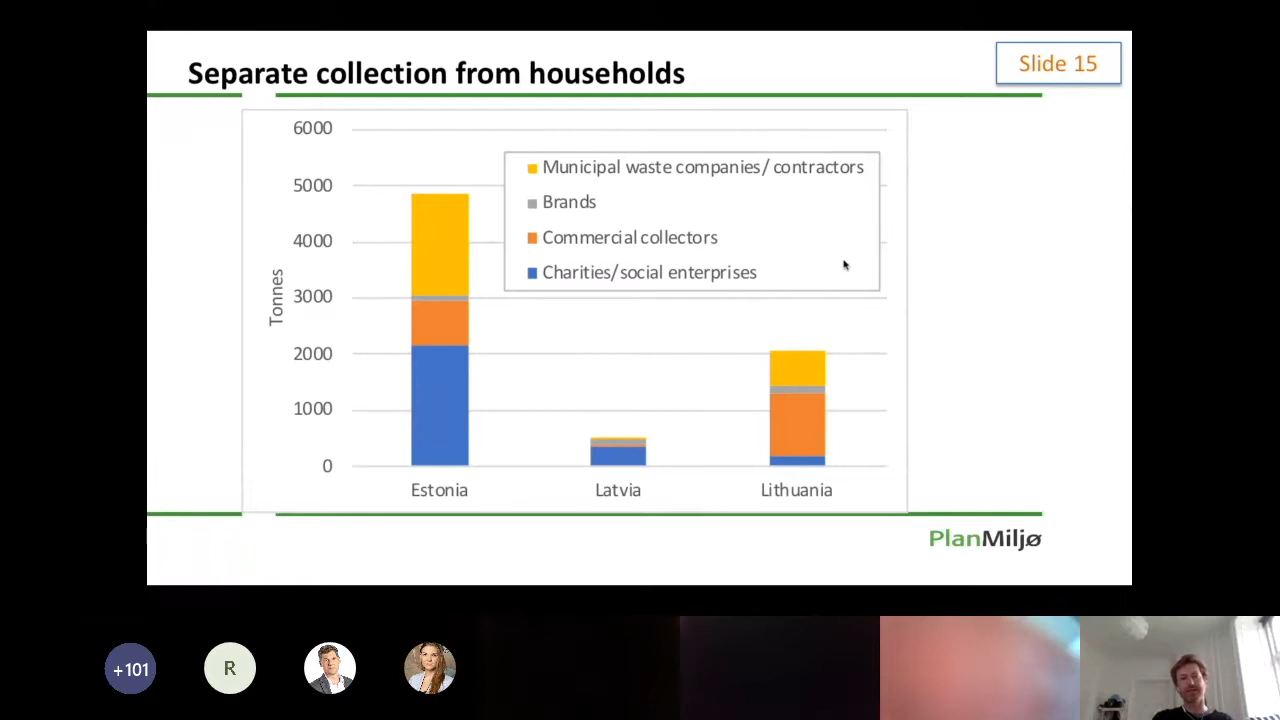 Separate collection from households
Slide 15
6000
5000
4000
3000
2000
1000
0
Tonnes
Municipal waste companies/ contractors
Brands
Commercial collectors
Charities/social enterprises
Estonia
Latvia
Lithuania
PlanMiljø
+101
R